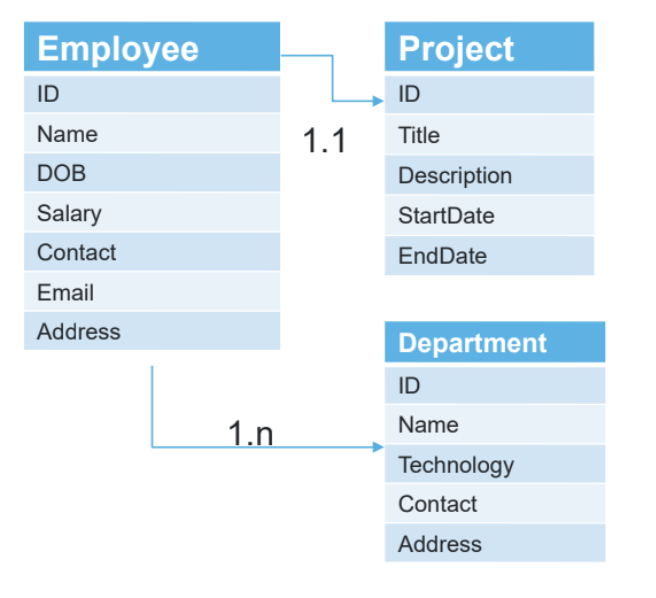 Employee
ID
Name
DOB
Salary
Contact
Email
Address
1.1
Project
ID
Title
Description
StartDate
EndDate
1.n
Department
ID
Name
Technology
Contact
Address